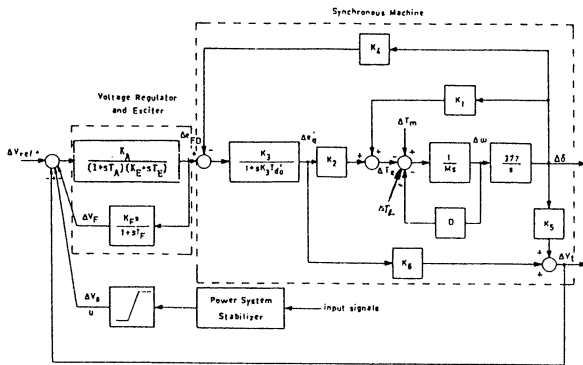 Synchronous Machine
K4
Voltage Regulator
and Exciter
K1
ΔeFD
Δe'q
ΔTm
Δω
ΔVref + 
KA
(1+sTA)(KE+sTE)
K3
1+sK3T'do
K2
ΔTe
1
Ms
377
s
Δδ
D
K5
ΔVF
KFs
1+sTF
K6
ΔVt
ΔVs
u
Power System
Stabilizer
input signals